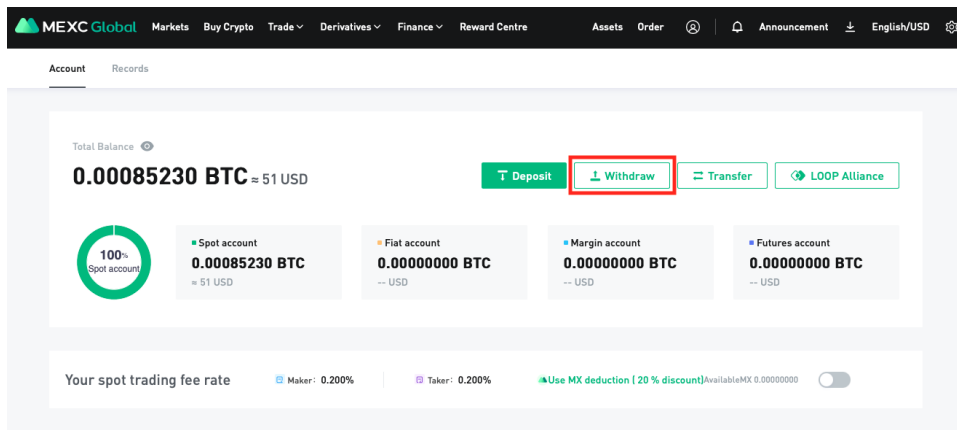 MEXC Global Markets Buy Crypto Trade Derivatives Finance Reward Centre Assets Order Announcement English/USD
Account Records
Total Balance
0.00085230 BTC ≈ 51 USD
Deposit Withdraw Transfer LOOP Alliance
100%
Spot account
Spot account
0.00085230 BTC
≈ 51 USD
Fiat account
0.00000000 BTC
-- USD
Margin account
0.00000000 BTC
-- USD
Futures account
0.00000000 BTC
-- USD
Your spot trading fee rate Maker: 0.200% Taker: 0.200% Use MX deduction ( 20 % discount)AvailableMX 0.00000000